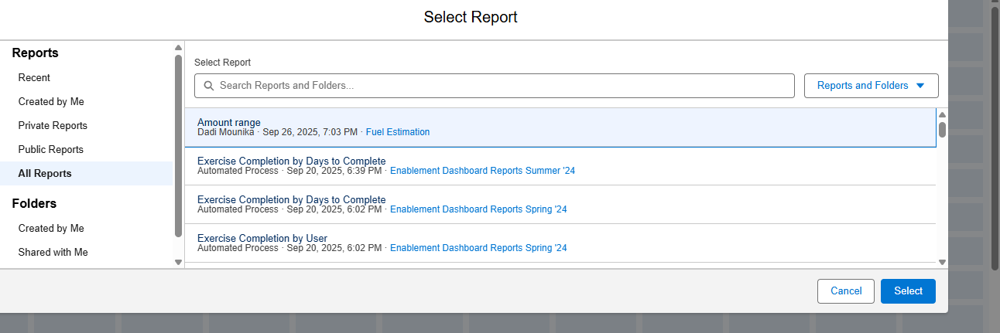 Select Report
Reports
Recent
Created by Me
Private Reports
Public Reports
All Reports
Folders
Created by Me
Shared with Me
Select Report
Search Reports and Folders...
Reports and Folders
Amount range
Dadi Mounika · Sep 26, 2025, 7:03 PM · Fuel Estimation
Exercise Completion by Days to Complete
Automated Process · Sep 20, 2025, 6:39 PM · Enablement Dashboard Reports Summer '24
Exercise Completion by Days to Complete
Automated Process · Sep 20, 2025, 6:02 PM · Enablement Dashboard Reports Spring '24
Exercise Completion by User
Automated Process · Sep 20, 2025, 6:02 PM · Enablement Dashboard Reports Spring '24
Cancel
Select